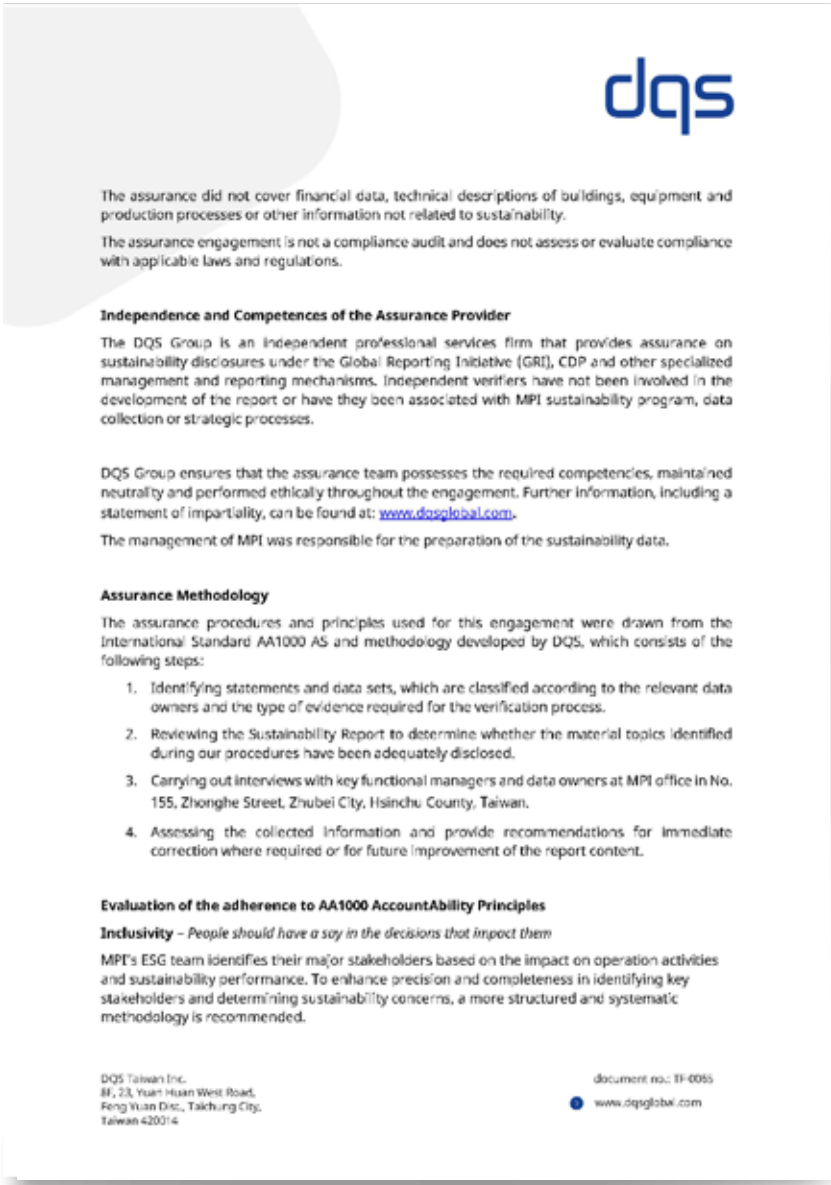 dqs
The assurance did not cover financial data, technical descriptions of buildings, equipment and
production processes or other information not related to sustainability.
The assurance engagement is not a compliance audit and does not assess or evaluate compliance
with applicable laws and regulations.
Independence and Competences of the Assurance Provider
The DQS Group is an independent professional services firm that provides assurance on
sustainability disclosures under the Global Reporting Initiative (GRI), CDP and other specialized
management and reporting mechanisms. Independent verifiers have not been involved in the
development of the report or have they been associated with MPI sustainability program, data
collection or strategic processes.
DQS Group ensures that the assurance team possesses the required competencies, maintained
neutrality and performed ethically throughout the engagement. Further information, including a
statement of impartiality, can be found at: www.dqsglobal.com.
The management of MPI was responsible for the preparation of the sustainability data.
Assurance Methodology
The assurance procedures and principles used for this engagement were drawn from the
International Standard AA1000 AS and methodology developed by DQS, which consists of the
following steps:
1. Identifying statements and data sets, which are classified according to the relevant data
owners and the type of evidence required for the verification process.
2. Reviewing the Sustainability Report to determine whether the material topics identified
during our procedures have been adequately disclosed.
3. Carrying out interviews with key functional managers and data owners at MPI office in No.
155, Zhonghe Street, Zhubei City, Hsinchu County, Taiwan.
4. Assessing the collected information and provide recommendations for immediate
correction where required or for future improvement of the report content.
Evaluation of the adherence to AA1000 AccountAbility Principles
Inclusivity – People should have a say in the decisions that impact them
MPI's ESG team identifies their major stakeholders based on the impact on operation activities
and sustainability performance. To enhance precision and completeness in identifying key
stakeholders and determining sustainability concerns, a more structured and systematic
methodology is recommended.
DQS Taiwan Inc.
8F, 23, Yuan Huan West Road,
Feng Yuan Dist., Taichung City,
Taiwan 420014
document no.: TF-0065
www.dqsglobal.com